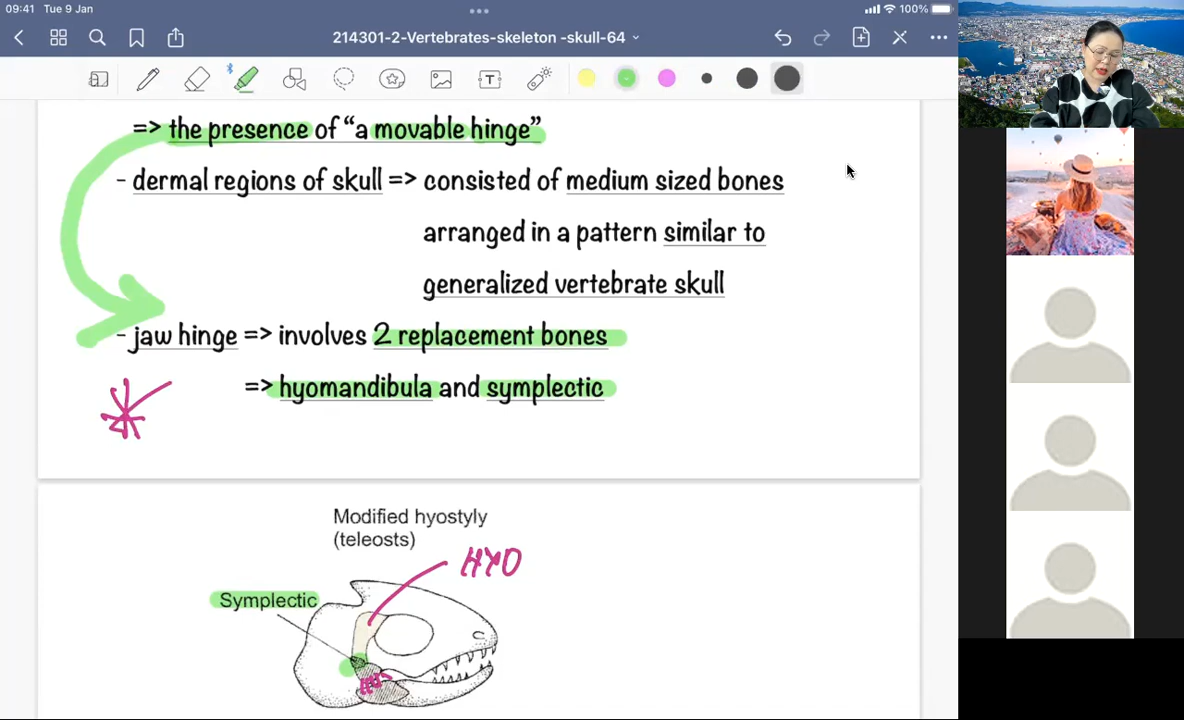 09:41 Tue 9 Jan
100%
214301-2-Vertebrates-skeleton -skull-64
=> the presence of “a movable hinge”
- dermal regions of skull => consisted of medium sized bones
arranged in a pattern similar to
generalized vertebrate skull
- jaw hinge => involves 2 replacement bones
=> hyomandibula and symplectic
Modified hyostyly
(teleosts)
HYO
Symplectic